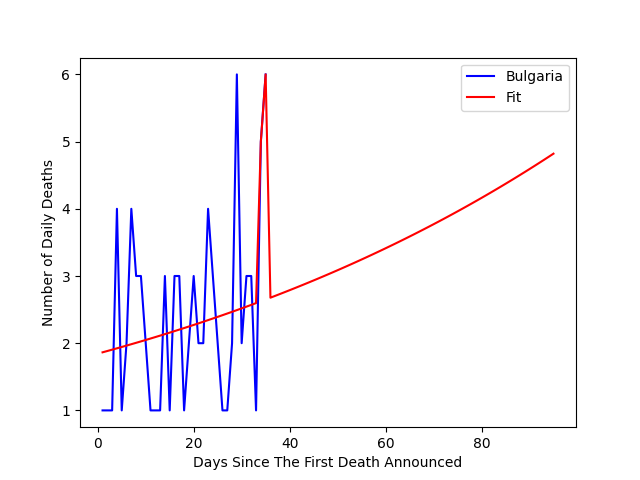 Bulgaria
Fit
6
5
4
3
2
1
Number of Daily Deaths
0 20 40 60 80
Days Since The First Death Announced